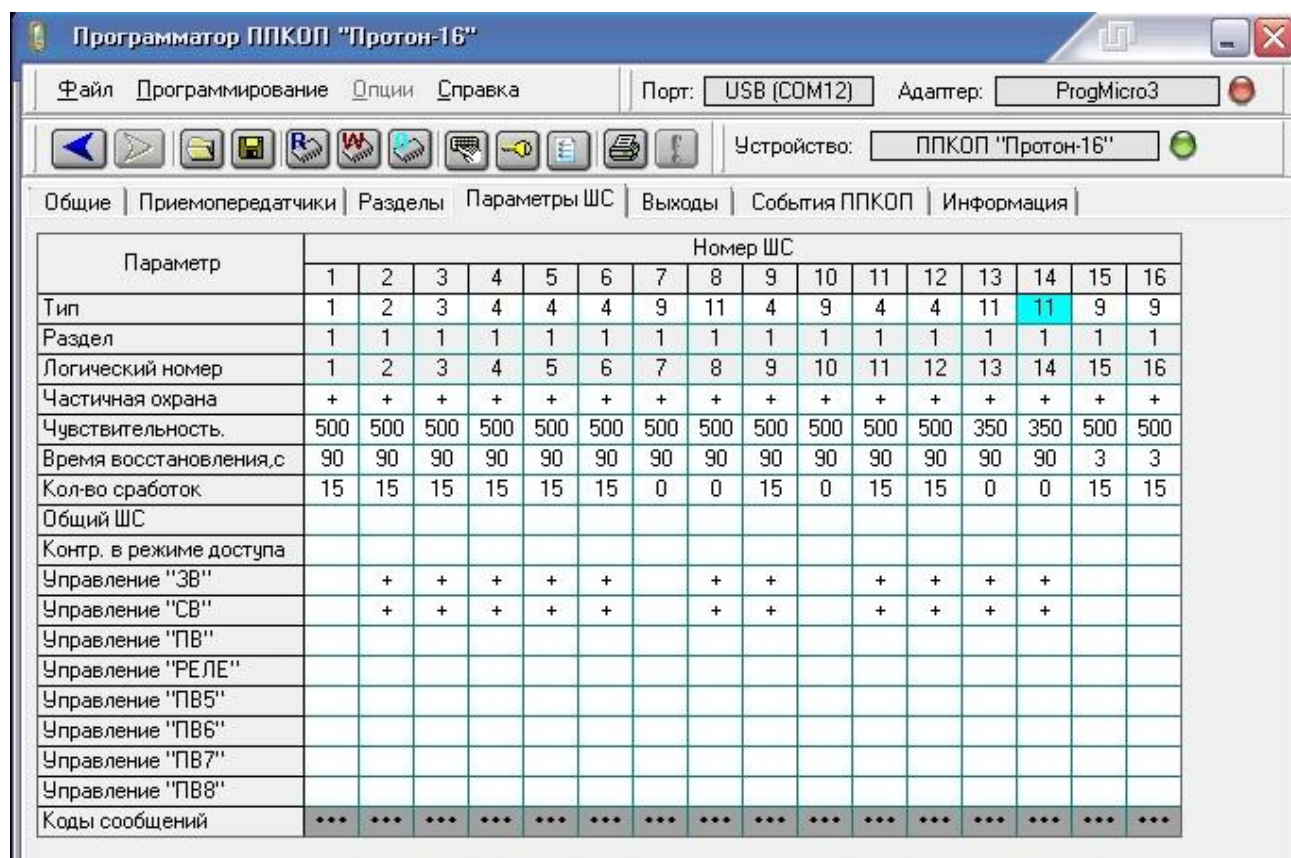 Программатор ППКОП "Протон-16"
Файл Программирование Опции Справка Порт: USB (COM12) Адаптер: ProgMicro3
Устройство: ППКОП "Протон-16"
Общие Приемопередатчики Разделы Параметры ШС Выходы События ППКОП Информация
Параметр Номер ШС
1 2 3 4 5 6 7 8 9 10 11 12 13 14 15 16
Тип 1 2 3 4 4 4 9 11 4 9 4 4 11 11 9 9
Раздел 1 1 1 1 1 1 1 1 1 1 1 1 1 1 1 1
Логический номер 1 2 3 4 5 6 7 8 9 10 11 12 13 14 15 16
Частичная охрана + + + + + + + + + + + + + + + +
Чувствительность. 500 500 500 500 500 500 500 500 500 500 500 500 350 350 500 500
Время восстановления,с 90 90 90 90 90 90 90 90 90 90 90 90 90 90 3 3
Кол-во сработок 15 15 15 15 15 15 0 0 15 0 15 15 0 0 15 15
Общий ШС
Контр. в режиме доступа
Управление "ЗВ" + + + + + + + + + + +
Управление "СВ" + + + + + + + + + + +
Управление "ПВ"
Управление "РЕЛЕ"
Управление "ПВ5"
Управление "ПВ6"
Управление "ПВ7"
Управление "ПВ8"
Коды сообщений ••• ••• ••• ••• ••• ••• ••• ••• ••• ••• ••• ••• ••• ••• ••• •••